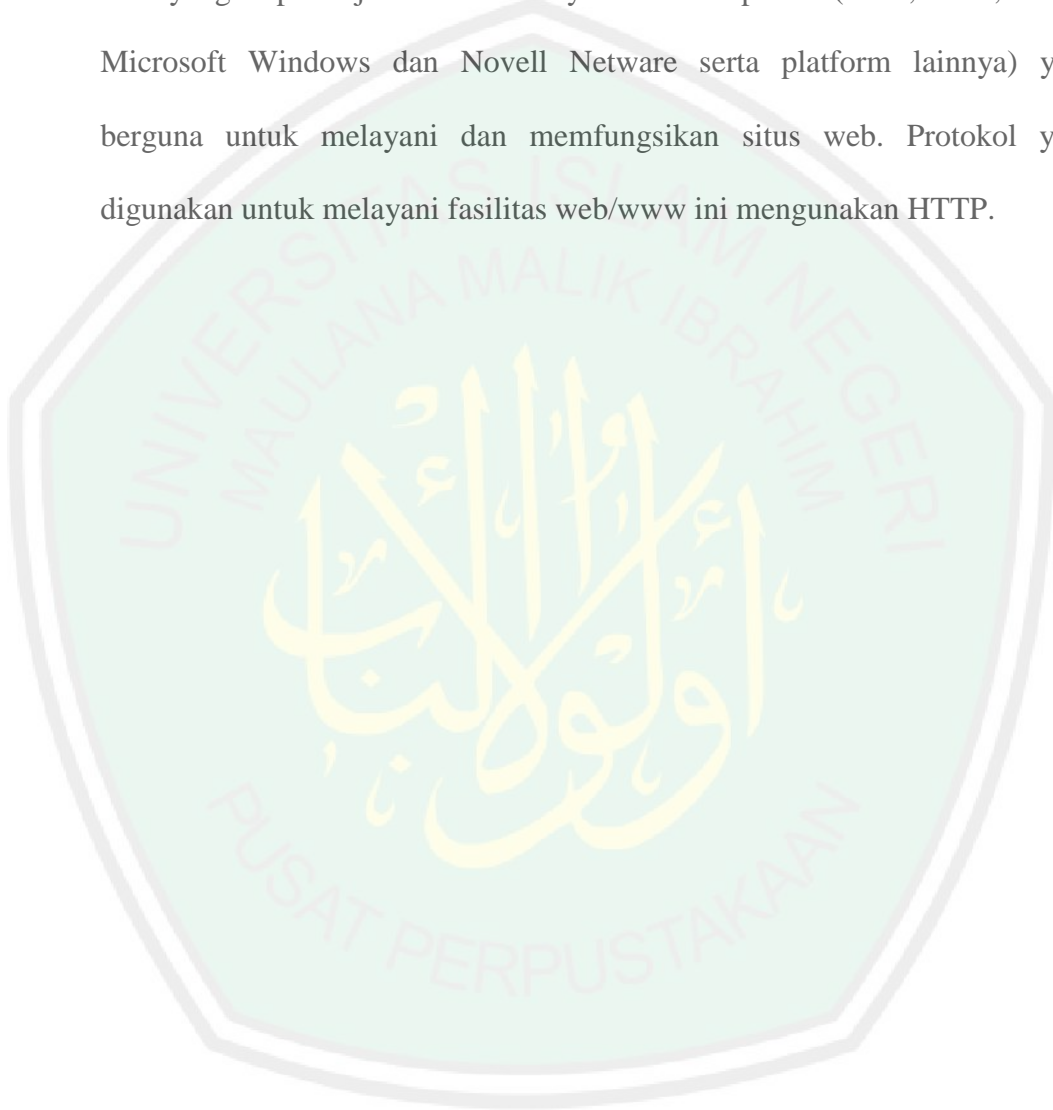 Microsoft Windows dan Novell Netware serta platform lainnya) y
berguna untuk melayani dan memfungsikan situs web. Protokol y
digunakan untuk melayani fasilitas web/www ini mengunakan HTTP.
UNIVERSITAS ISLAM NEGERI
MAULANA MALIK IBRAHIM
PUSAT PERPUSTAKAAN